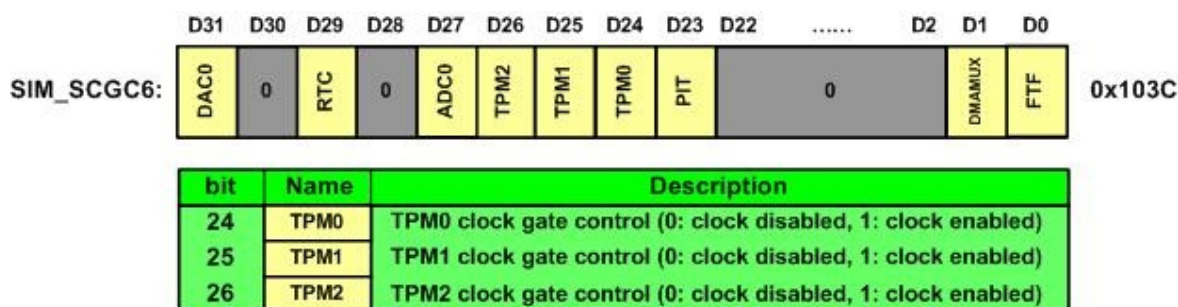 D31 D30 D29 D28 D27 D26 D25 D24 D23 D22 ...... D2 D1 D0
SIM_SCGC6: DAC0 0 RTC 0 ADC0 TPM2 TPM1 TPM0 PIT 0 DMAMUX FTF 0x103C
bit Name Description
24 TPM0 TPM0 clock gate control (0: clock disabled, 1: clock enabled)
25 TPM1 TPM1 clock gate control (0: clock disabled, 1: clock enabled)
26 TPM2 TPM2 clock gate control (0: clock disabled, 1: clock enabled)